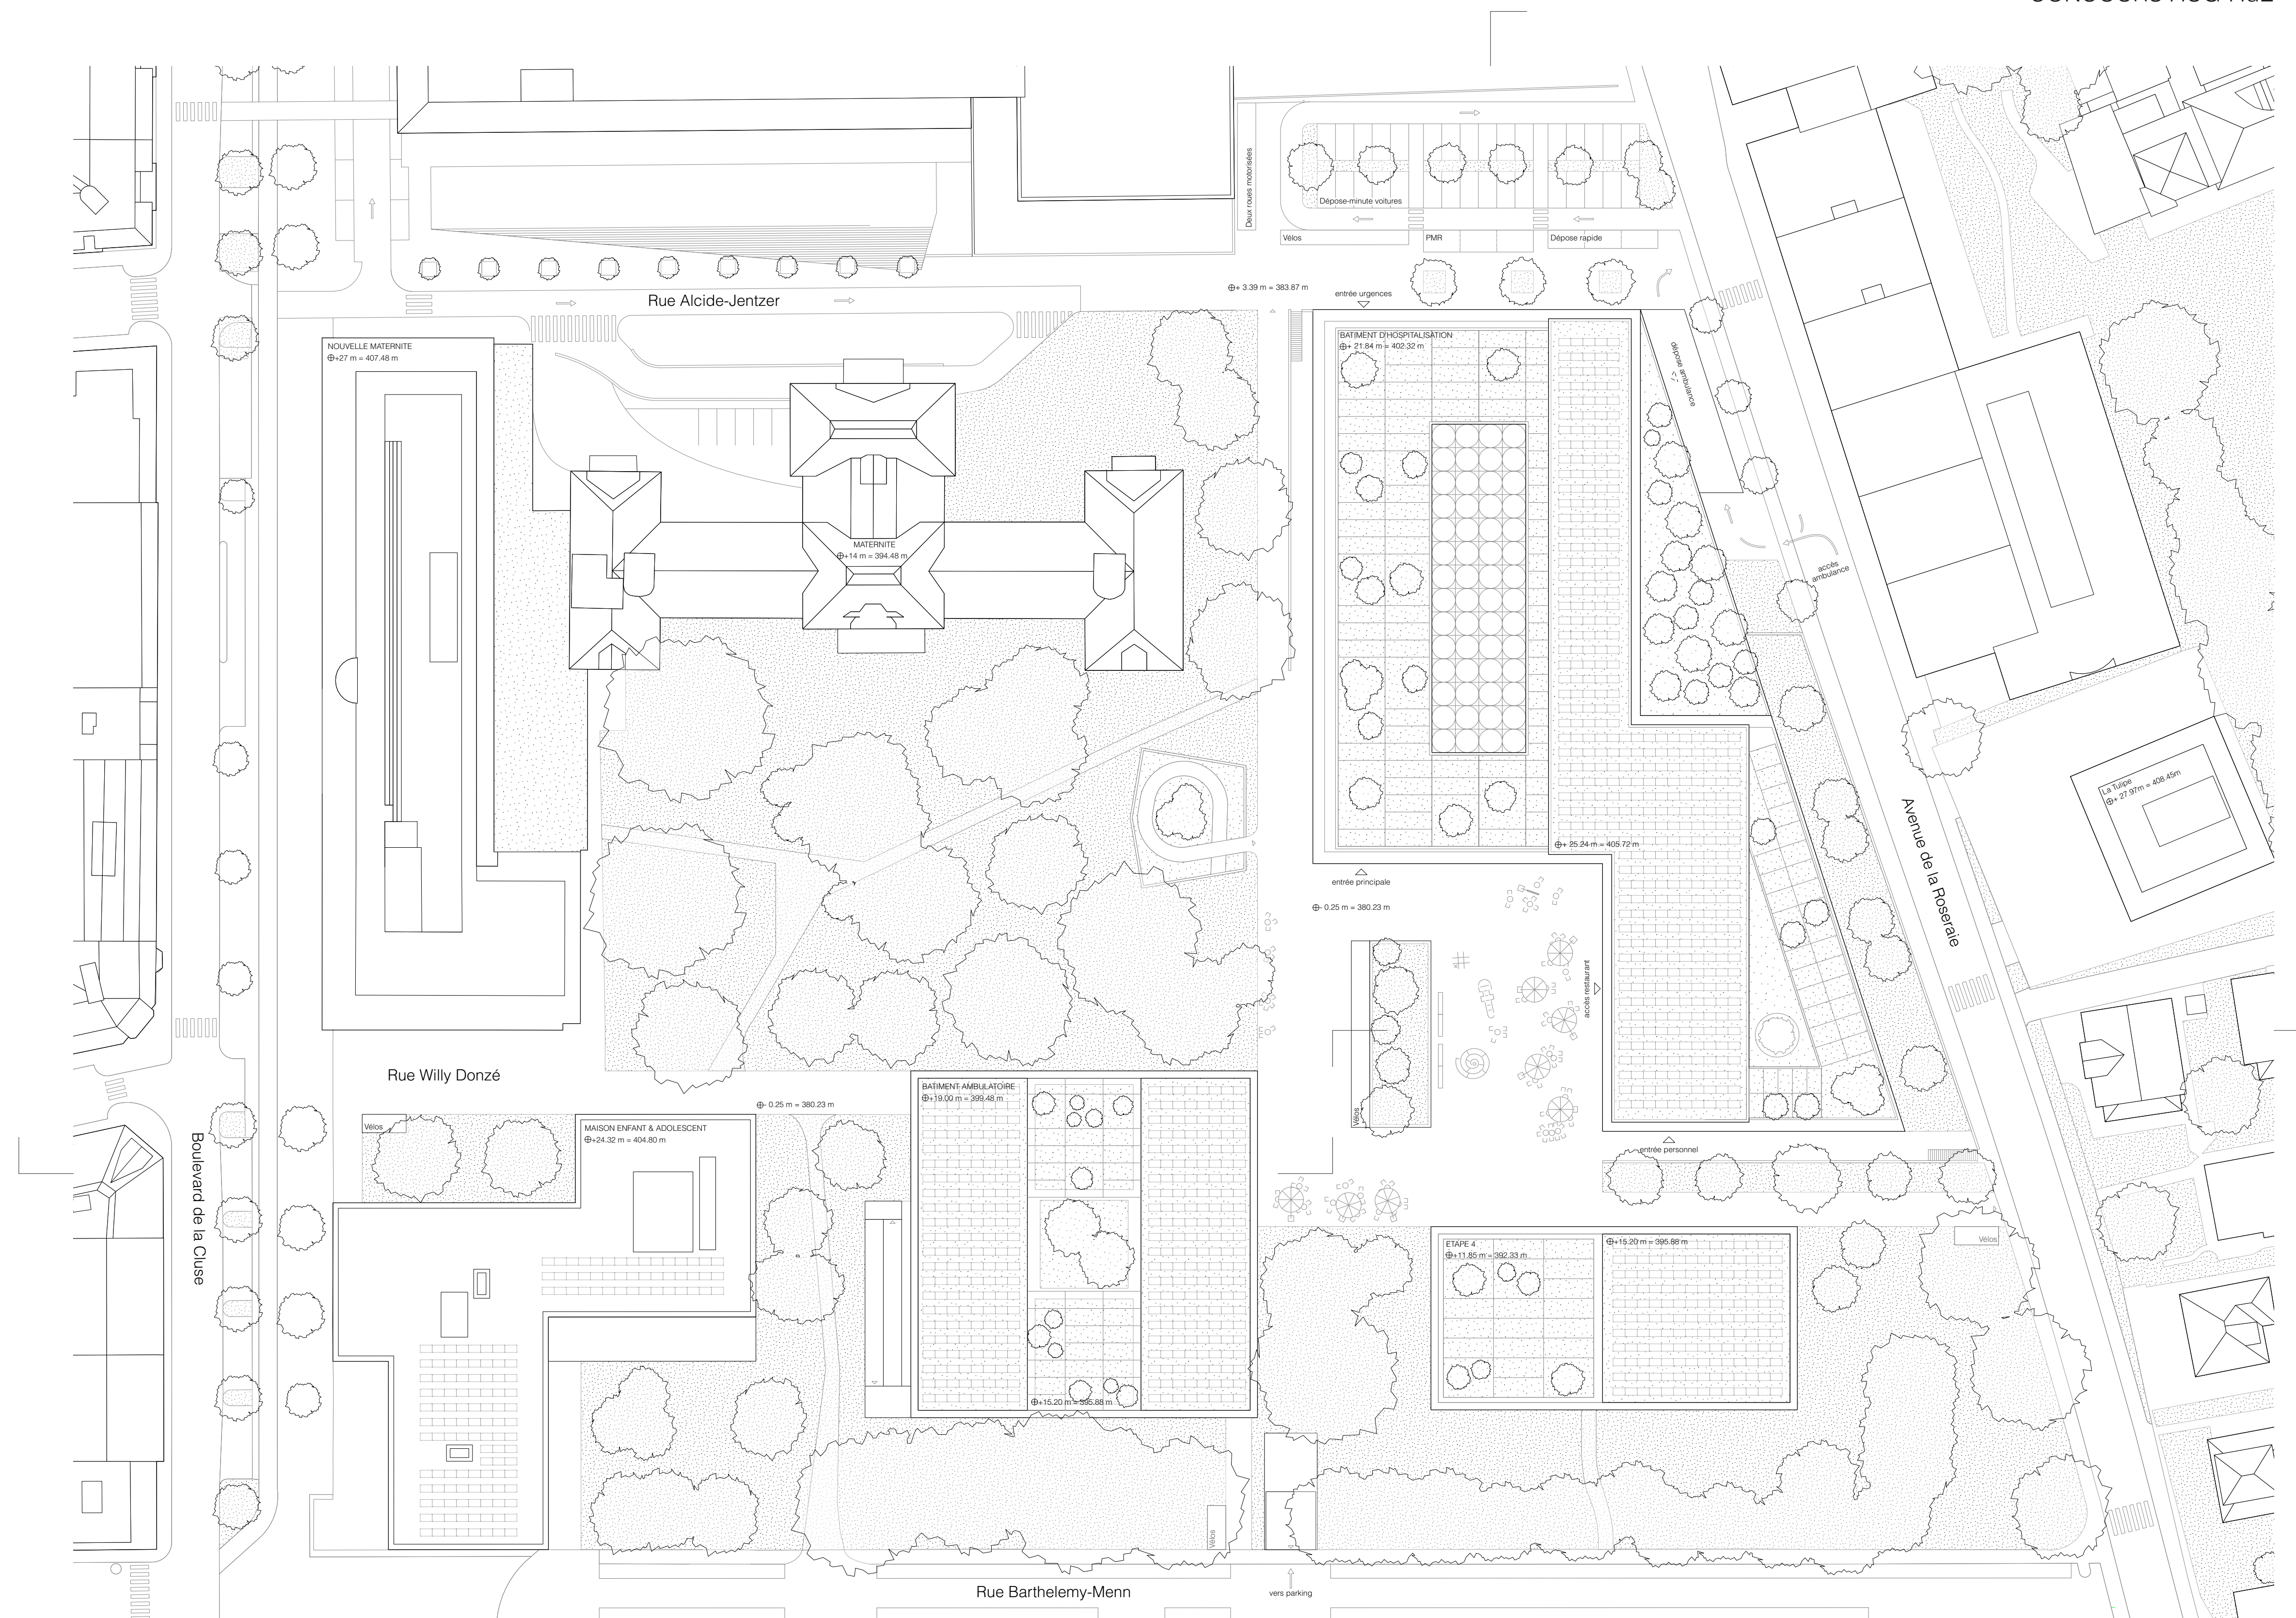 Deux roues motorisées
Dépose-minute voitures
Vélos
PMR
Dépose rapide
Rue Alcide-Jentzer
+ 3.39 m = 383.87 m
entrée urgences
NOUVELLE MATERNITE
+27 m = 407.48 m
BATIMENT D'HOSPITALISATION
+ 21.84 m = 402.32 m
dépose ambulance
MATERNITE
+14 m = 394.48 m
accès
ambulance
La Tulipe
+ 27.97m = 408.45m
Avenue de la Roseraie
+ 25.24 m = 405.72 m
entrée principale
- 0.25 m = 380.23 m
accès restaurant
Vélos
Rue Willy Donzé
- 0.25 m = 380.23 m
BATIMENT AMBULATOIRE
+19.00 m = 399.48 m
Vélos
MAISON ENFANT & ADOLESCENT
+24.32 m = 404.80 m
entrée personnel
Boulevard de la Cluse
ETAPE 4
+11.85 m = 392.33 m
+15.20 m = 395.88 m
Vélos
+15.20 m = 395.88 m
Vélos
Rue Barthelemy-Menn
vers parking